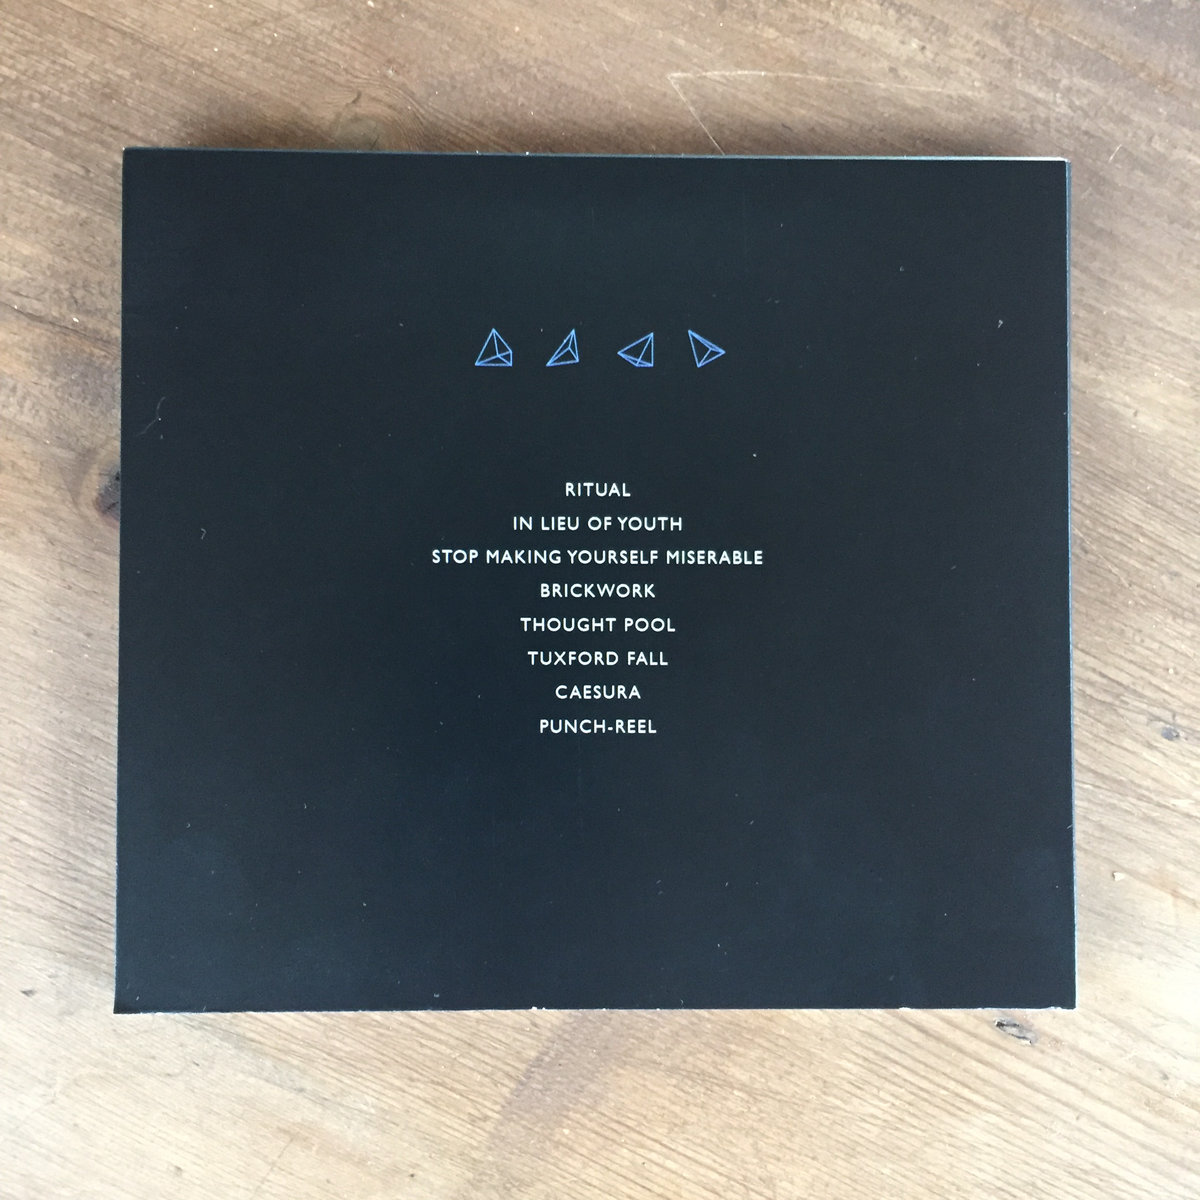 RITUAL
IN LIEU OF YOUTH
STOP MAKING YOURSELF MISERABLE
BRICKWORK
THOUGHT POOL
TUXFORD FALL
CAESURA
PUNCH-REEL